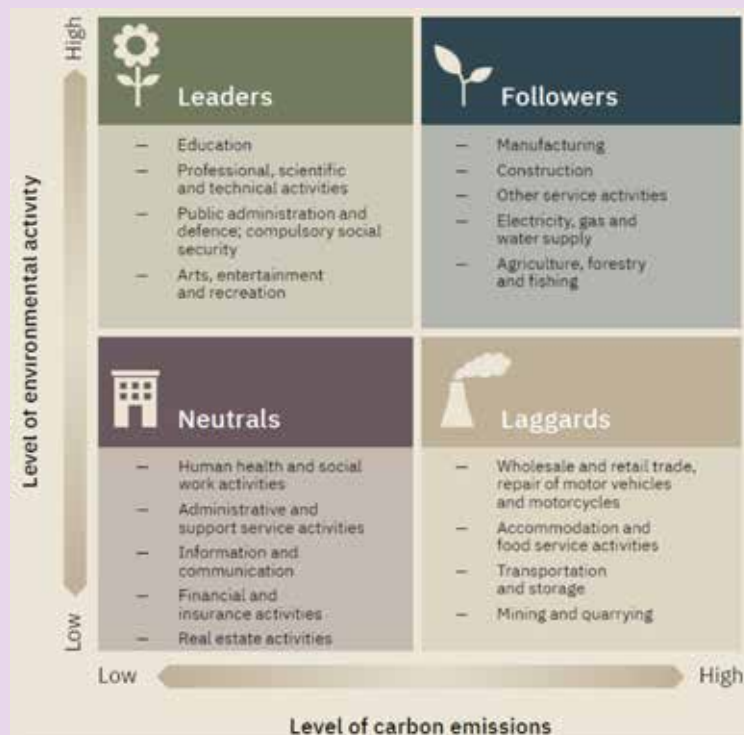 High
Level of environmental activity
Low
Leaders
— Education
— Professional, scientific
and technical activities
— Public administration and
defence; compulsory social
security
— Arts, entertainment
and recreation
Followers
— Manufacturing
— Construction
— Other service activities
— Electricity, gas and
water supply
— Agriculture, forestry
and fishing
Neutrals
— Human health and social
work activities
— Administrative and
support service activities
— Information and
communication
— Financial and
insurance activities
— Real estate activities
Laggards
— Wholesale and retail trade,
repair of motor vehicles
and motorcycles
— Accommodation and
food service activities
— Transportation
and storage
— Mining and quarrying
Low
High
Level of carbon emissions